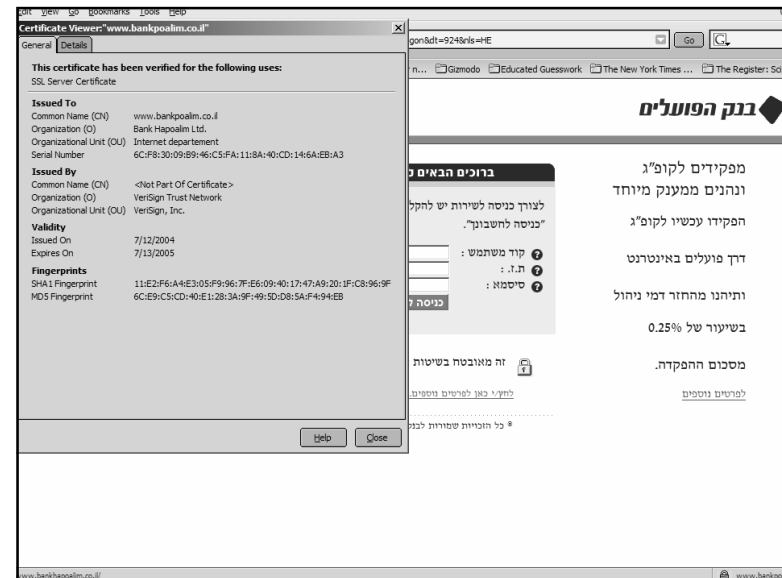 Edit View Go Bookmarks Tools Help
Certificate Viewer:"www.bankpoalim.co.il"
General Details
This certificate has been verified for the following uses:
SSL Server Certificate
Issued To
Common Name (CN) www.bankpoalim.co.il
Organization (O) Bank Hapoalim Ltd.
Organizational Unit (OU) Internet departement
Serial Number 6C:F8:30:09:B9:46:C5:FA:11:8A:40:CD:14:6A:EB:A3
Issued By
Common Name (CN) <Not Part Of Certificate>
Organization (O) VeriSign Trust Network
Organizational Unit (OU) VeriSign, Inc.
Validity
Issued On 7/12/2004
Expires On 7/13/2005
Fingerprints
SHA1 Fingerprint 11:E2:F6:A4:E3:05:F9:96:7F:E6:09:40:17:47:A9:20:1F:C8:96:9F
MD5 Fingerprint 6C:E9:C5:CD:40:E1:28:3A:9F:49:5D:D8:5A:F4:94:EB
Help Close
gon&dt=924&nls=HE Go G
n... Gizmodo Educated Guesswork The New York Times ... The Register: Sci
בנק הפועלים
מפקידים לקופ"ג
ונהנים ממענק מיוחד
הפקידו עכשיו לקופ"ג
דרך פועלים באינטרנט
ותיהנו מהחזר דמי ניהול
בשיעור של 0.25%
מסכום ההפקדה.
לפרטים נוספים
ברוכים הבאים
לצורך כניסה לשירות יש להקל
"כניסה לחשבונך".
קוד משתמש :
ת.ז. :
סיסמא :
כניסה ל
זה מאובטח בשיטות
לחץ/י כאן לפרטים נוספים.
® כל הזכויות שמורות לבנק
www.bankhapoalim.co.il/ www.bankpo